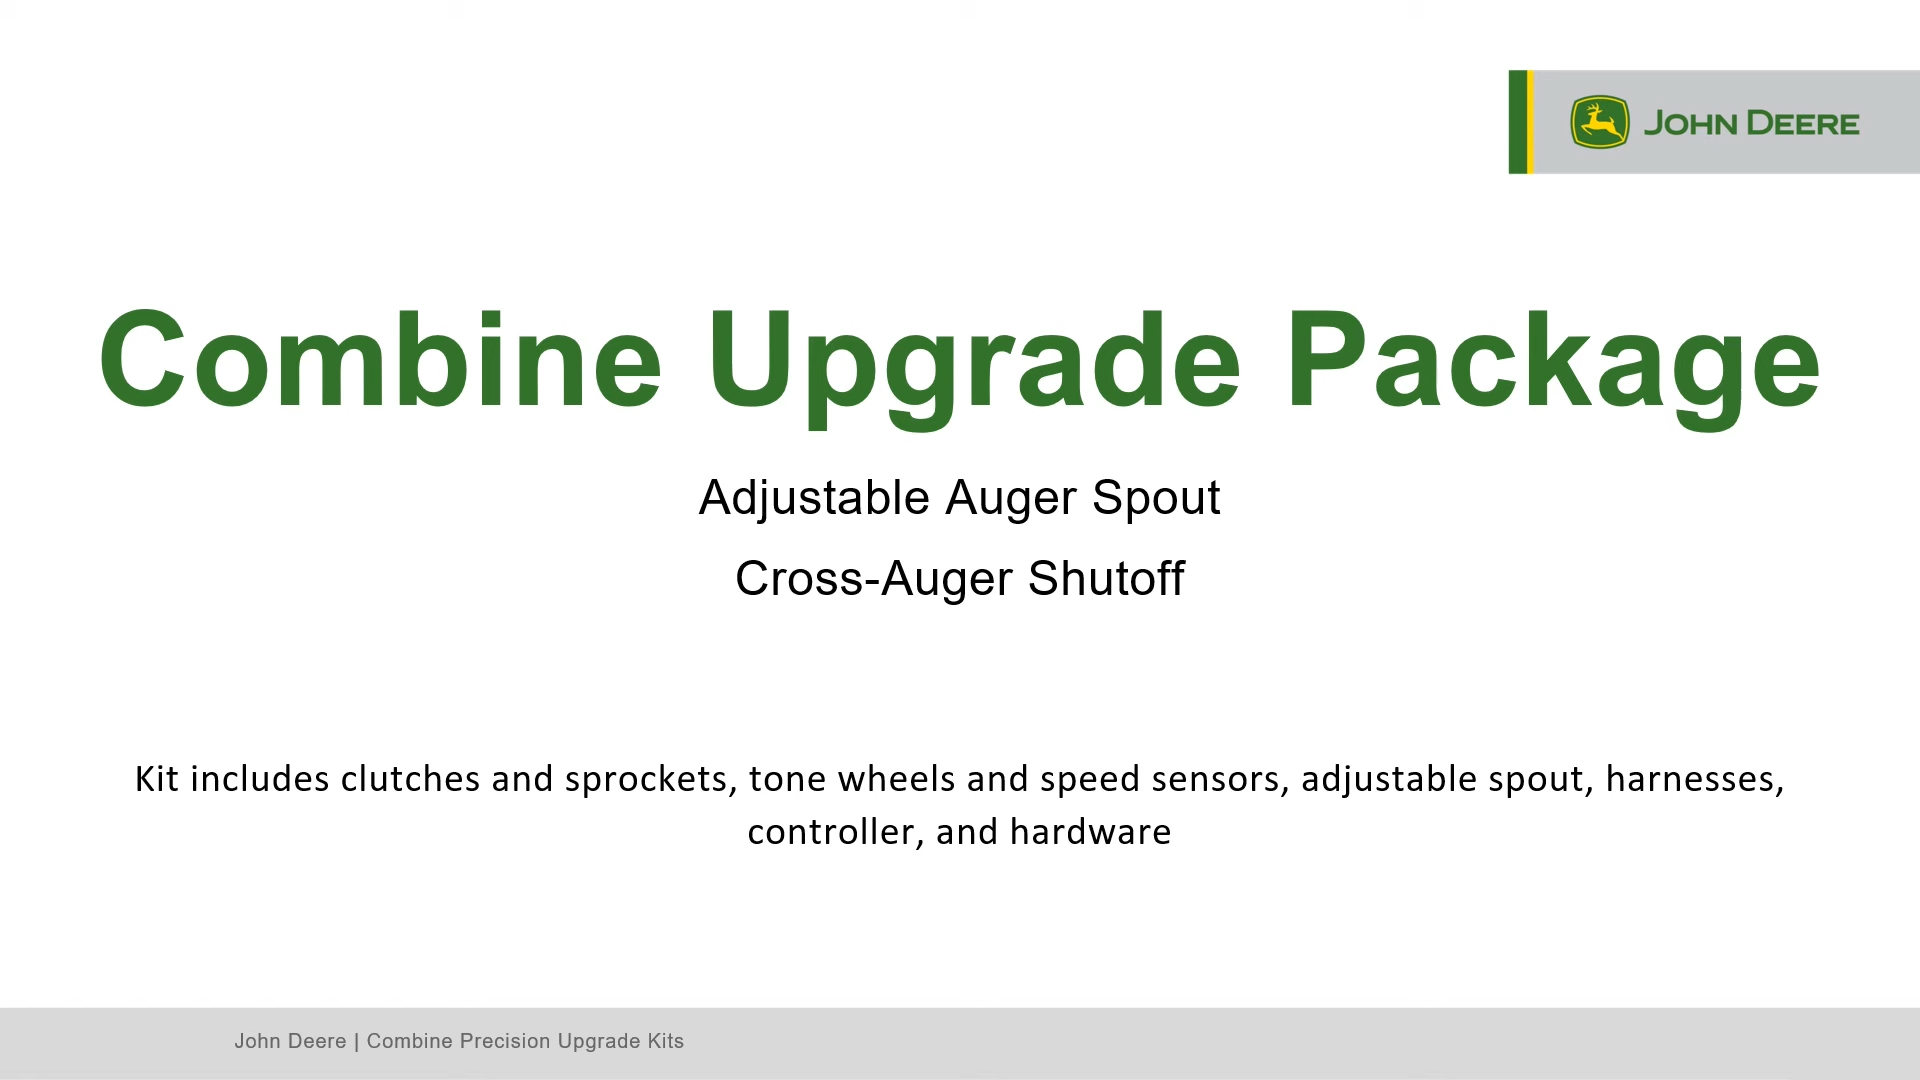 JOHN DEERE
Combine Upgrade Package
Adjustable Auger Spout
Cross-Auger Shutoff
Kit includes clutches and sprockets, tone wheels and speed sensors, adjustable spout, harnesses,
controller, and hardware
John Deere | Combine Precision Upgrade Kits